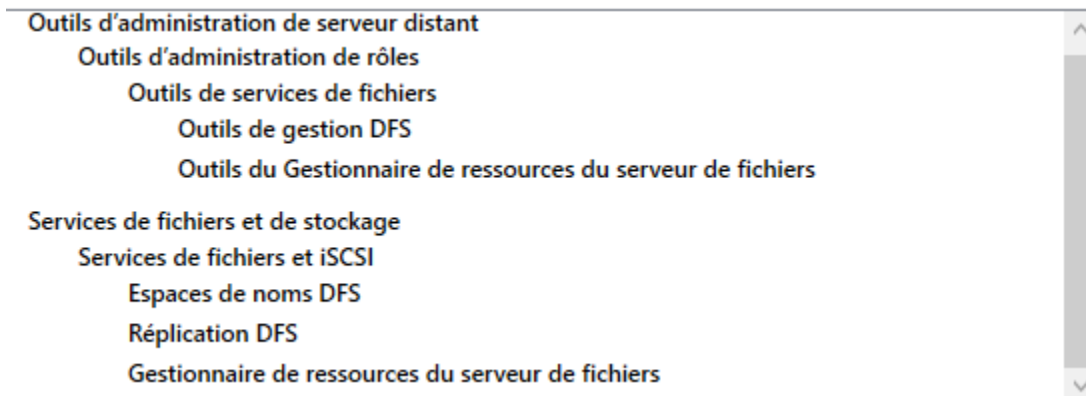 Outils d'administration de serveur distant
Outils d'administration de rôles
Outils de services de fichiers
Outils de gestion DFS
Outils du Gestionnaire de ressources du serveur de fichiers
Services de fichiers et de stockage
Services de fichiers et iSCSI
Espaces de noms DFS
Réplication DFS
Gestionnaire de ressources du serveur de fichiers